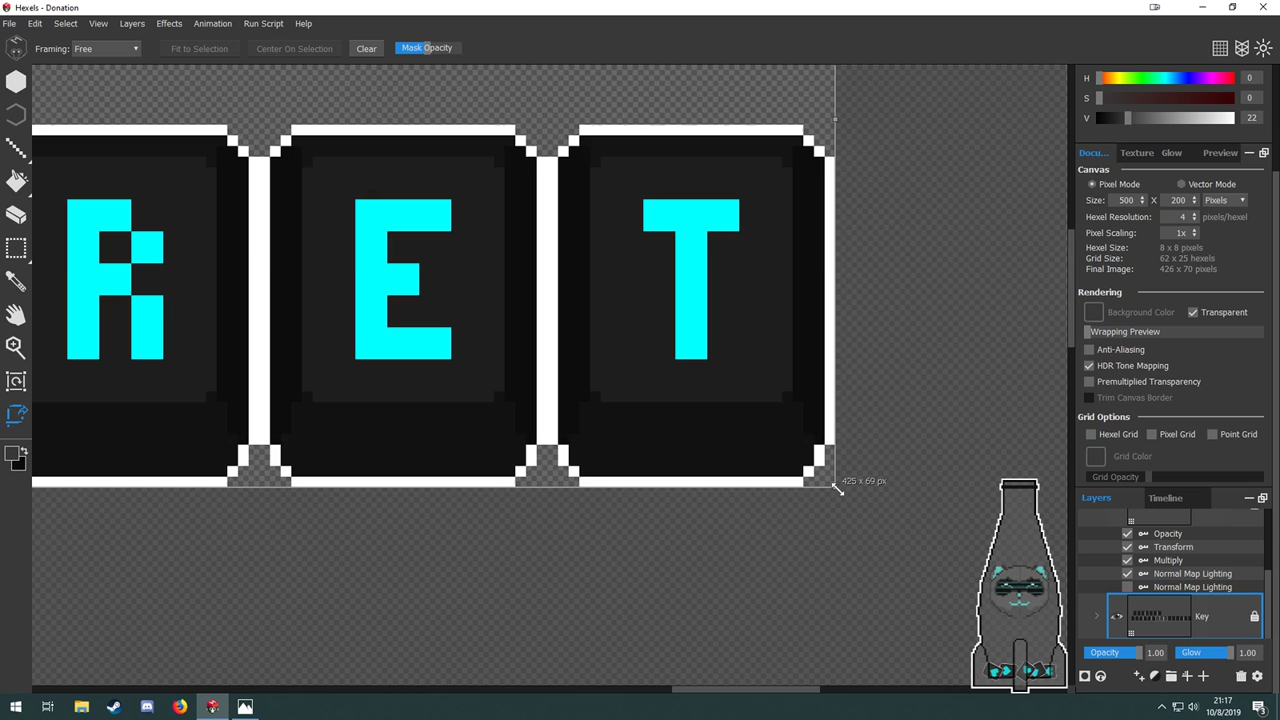 Hexels - Donation
File Edit Select View Layers Effects Animation Run Script Help
Framing: Free Fit to Selection Center On Selection Clear Mask Opacity
H 0
S 0
V 22
Docu... Texture Glow Preview
Canvas
Pixel Mode Vector Mode
Size: 500 X 200 Pixels
Hexel Resolution: 4 pixels/hexel
Pixel Scaling: 1x
Hexel Size: 8 x 8 pixels
Grid Size: 62 x 25 hexels
Final Image: 426 x 70 pixels
Rendering
Background Color Transparent
Wrapping Preview
Anti-Aliasing
HDR Tone Mapping
Premultiplied Transparency
Trim Canvas Border
Grid Options
Hexel Grid Pixel Grid Point Grid
Grid Color
Grid Opacity
Layers Timeline
Opacity
Transform
Multiply
Normal Map Lighting
Normal Map Lighting
Key
Opacity 1.00 Glow 1.00
R E T
425 x 69 px
21:17
10/8/2019
3